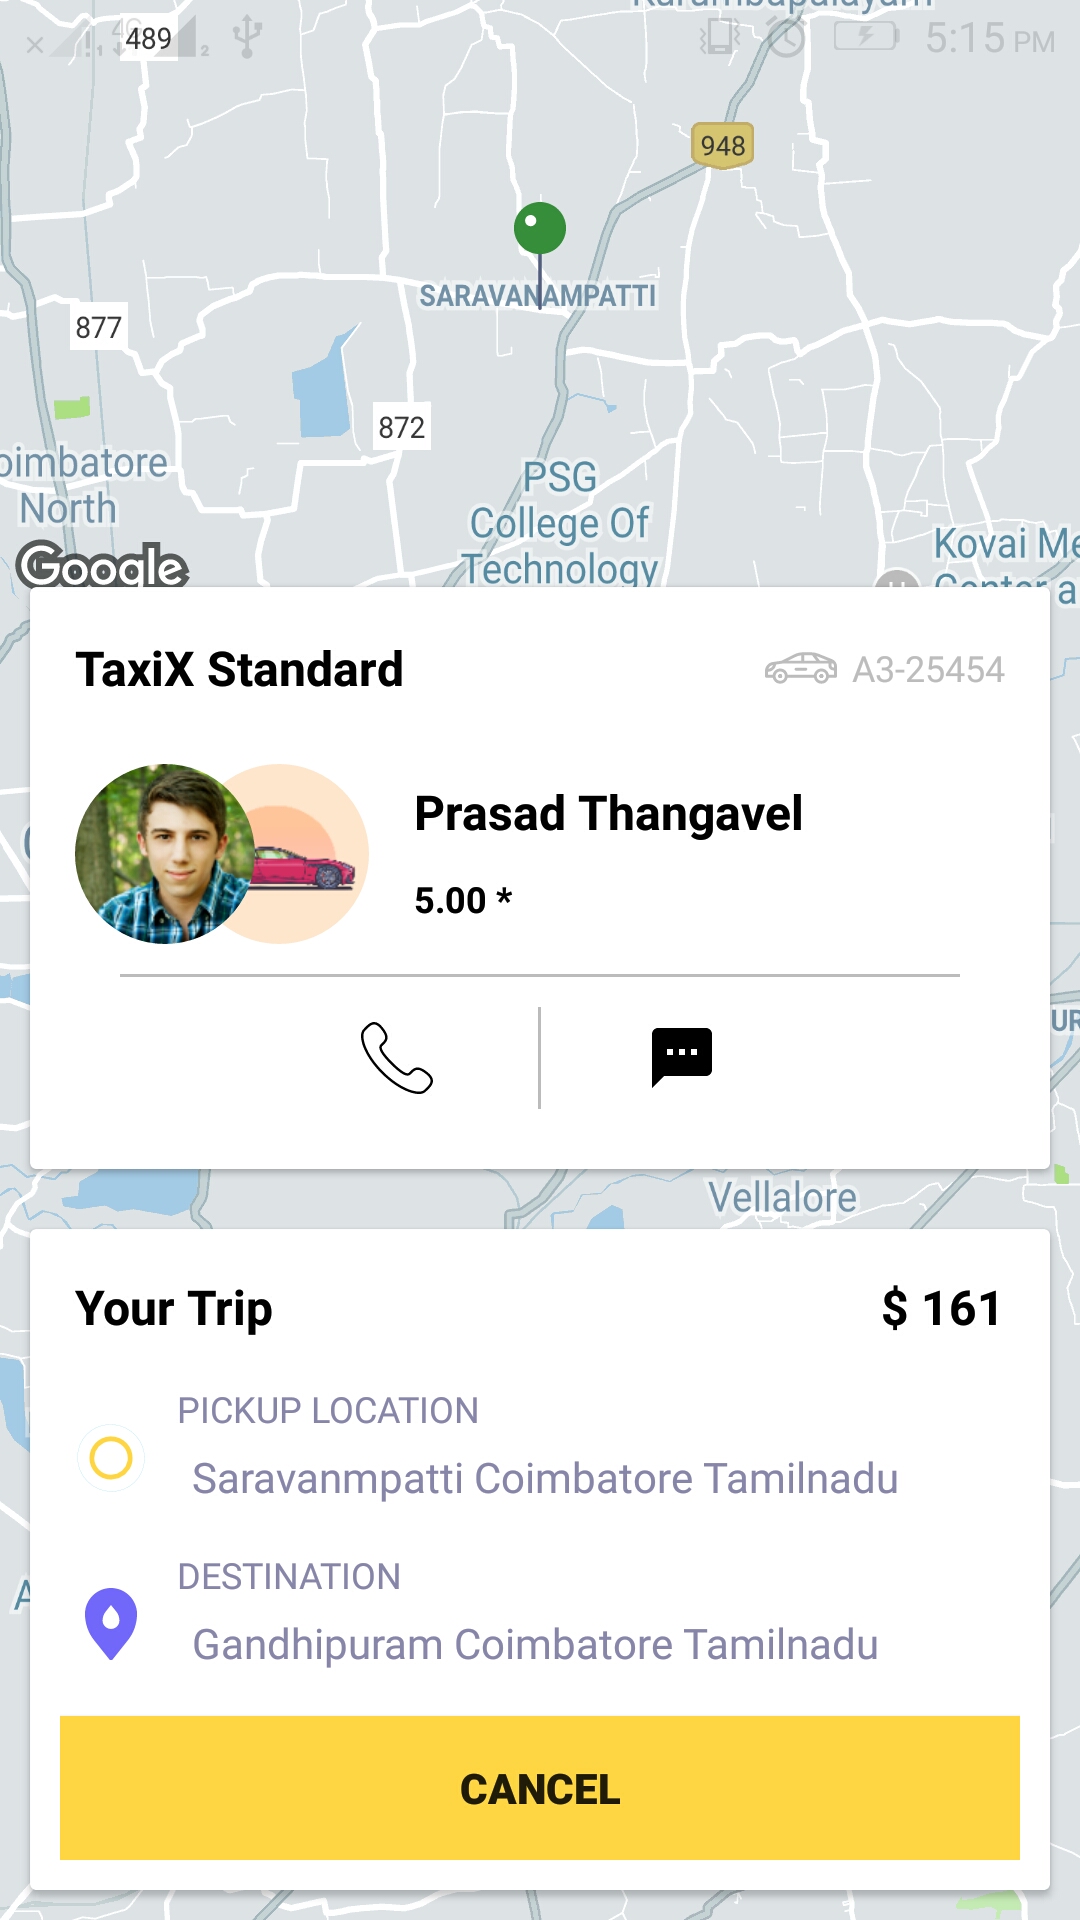 489
5:15 PM
948
SARAVANAMPATTI
877
872
oimbatore
North
PSG
College Of
Technology
Kovai Me
Google
TaxiX Standard
A3-25454
Prasad Thangavel
5.00 *
Vellalore
Your Trip
$ 161
PICKUP LOCATION
Saravanmpatti Coimbatore Tamilnadu
DESTINATION
Gandhipuram Coimbatore Tamilnadu
CANCEL